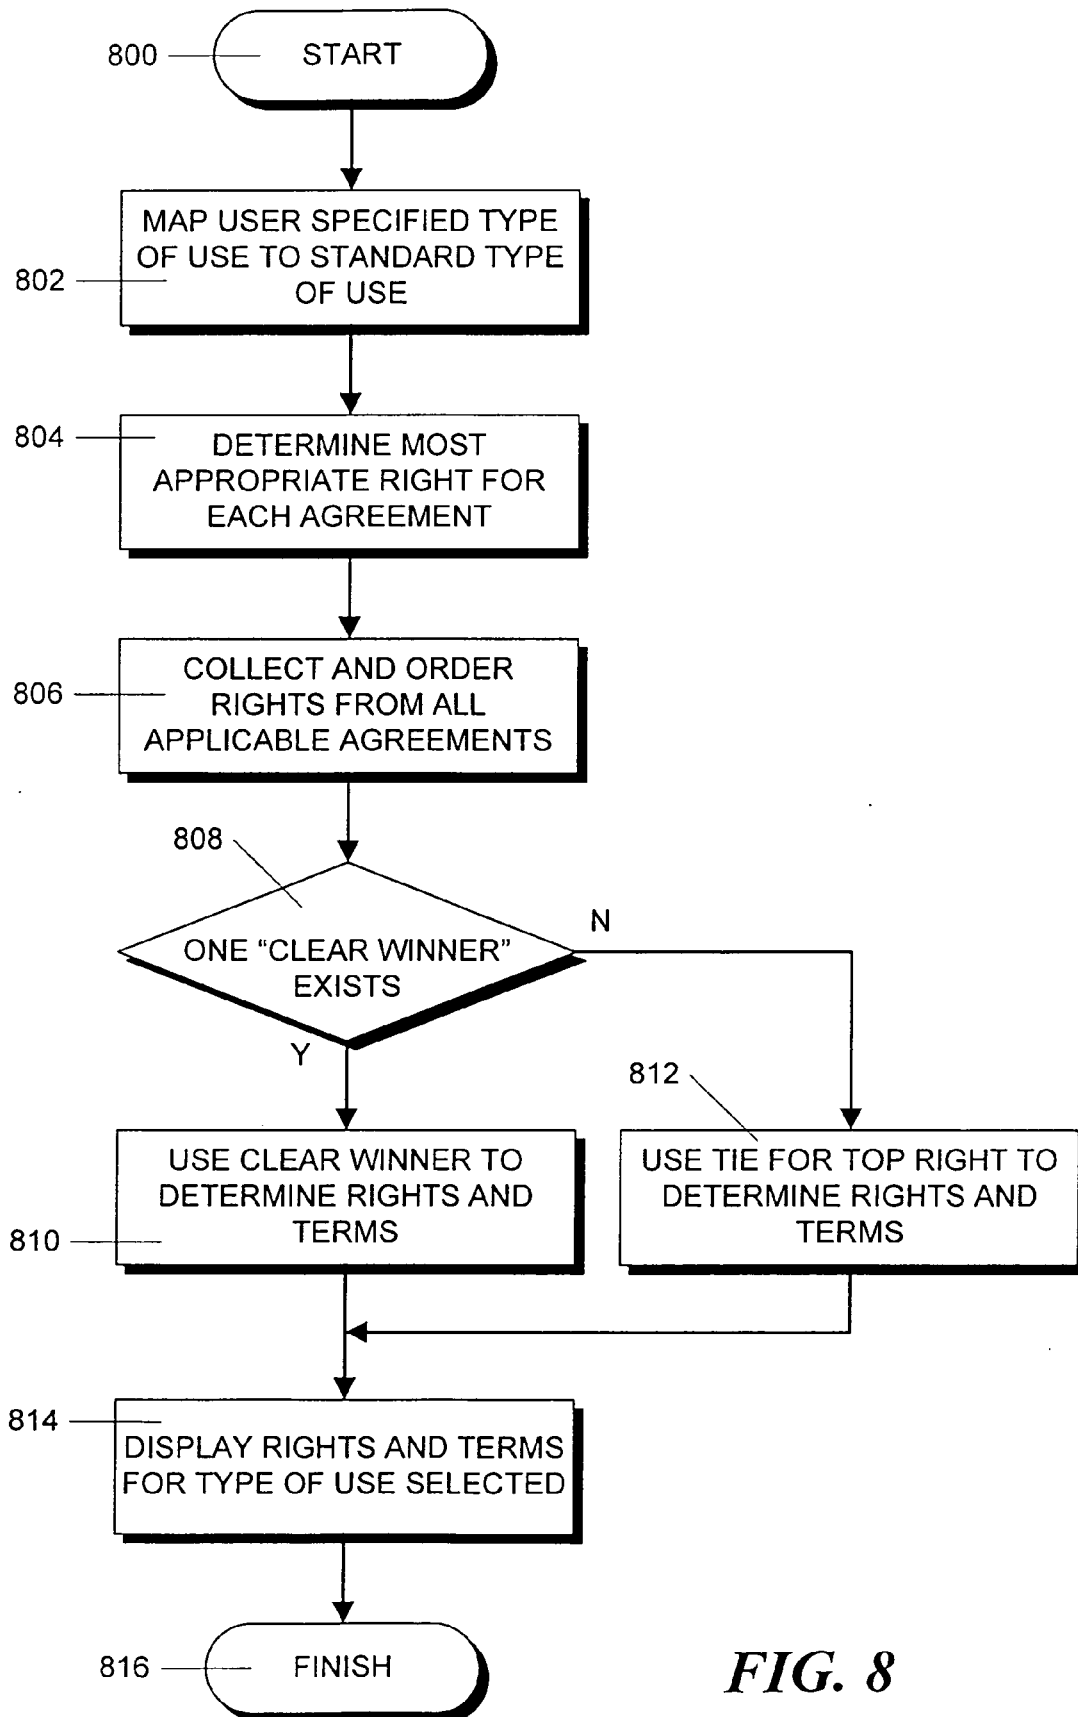 800
START
MAP USER SPECIFIED TYPE
OF USE TO STANDARD TYPE
OF USE
802
804
DETERMINE MOST
APPROPRIATE RIGHT FOR
EACH AGREEMENT
806
COLLECT AND ORDER
RIGHTS FROM ALL
APPLICABLE AGREEMENTS
808
ONE “CLEAR WINNER”
EXISTS
N
Y
812
USE CLEAR WINNER TO
DETERMINE RIGHTS AND
TERMS
810
USE TIE FOR TOP RIGHT TO
DETERMINE RIGHTS AND
TERMS
814
DISPLAY RIGHTS AND TERMS
FOR TYPE OF USE SELECTED
816
FINISH
FIG. 8